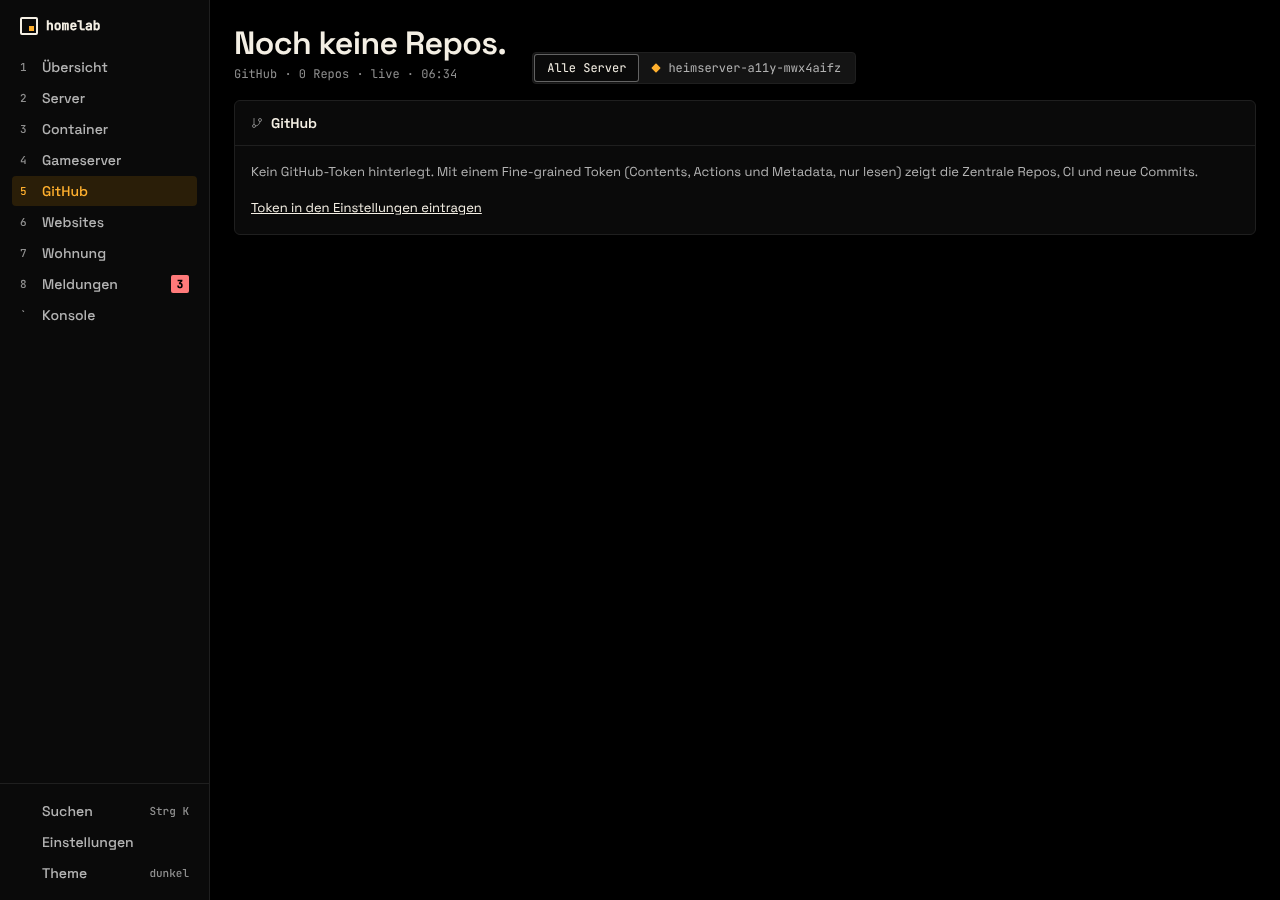 homelab
1 Übersicht
2 Server
3 Container
4 Gameserver
5 GitHub
6 Websites
7 Wohnung
8 Meldungen 3
` Konsole
Suchen Strg K
Einstellungen
Theme dunkel
Noch keine Repos.
GitHub · 0 Repos · live · 06:34
Alle Server heimserver-a11y-mwx4aifz
GitHub
Kein GitHub-Token hinterlegt. Mit einem Fine-grained Token (Contents, Actions und Metadata, nur lesen) zeigt die Zentrale Repos, CI und neue Commits.
Token in den Einstellungen eintragen